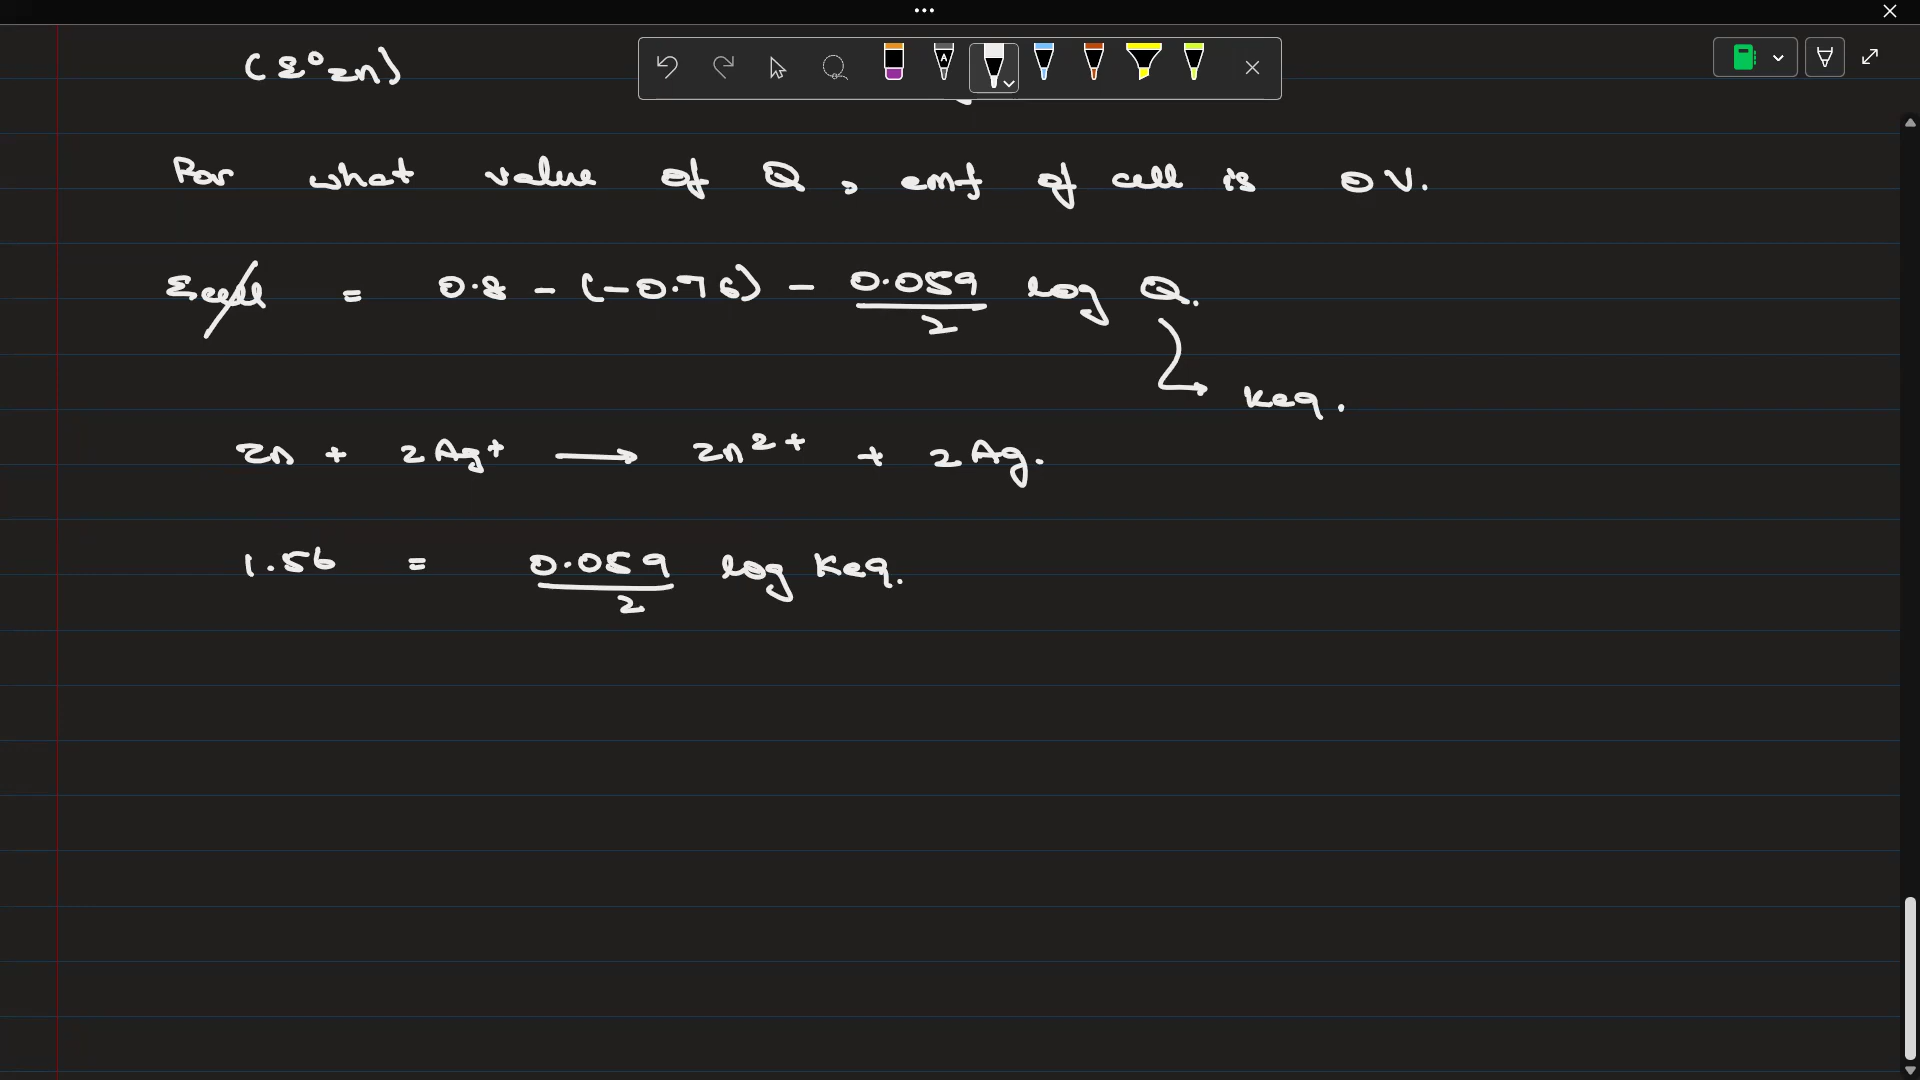 (ε°zn)
For what value of Q, emf of cell is 0 V.
Ecell = 0.8 - (-0.76) - 0.059/2 log Q.
Keq.
Zn + 2Ag+ → Zn2+ + 2Ag.
1.56 = 0.059/2 log Keq.